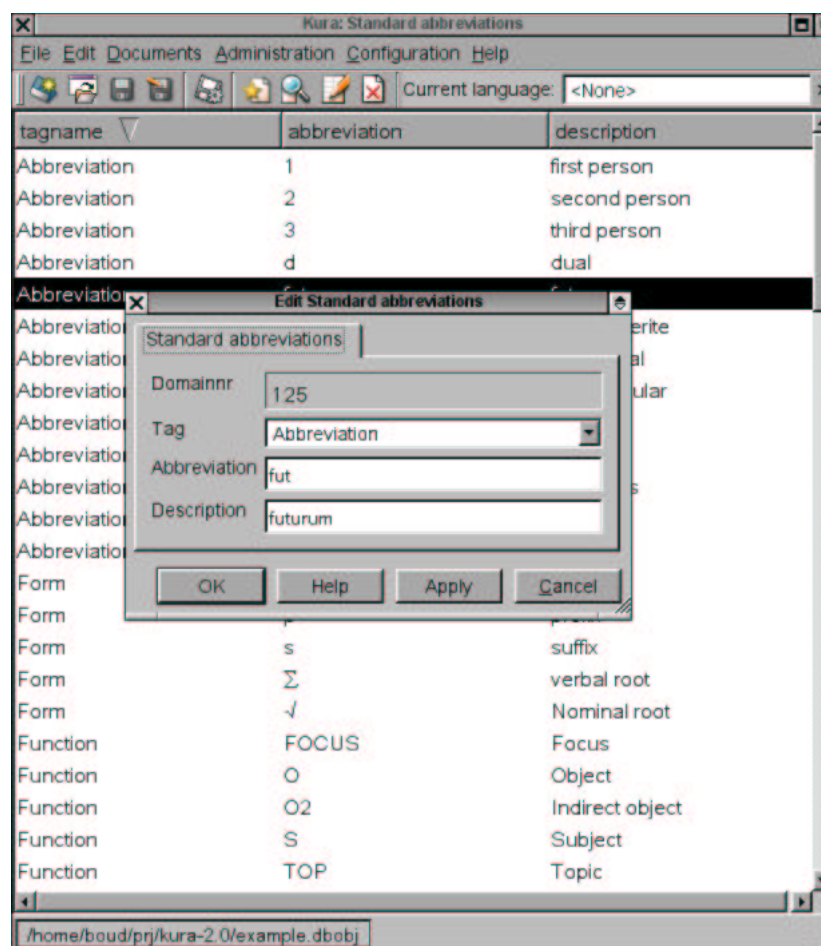 Kura: Standard abbreviations
File Edit Documents Administration Configuration Help
Current language: <None>
tagname abbreviation description
Abbreviation 1 first person
Abbreviation 2 second person
Abbreviation 3 third person
Abbreviation d dual
Edit Standard abbreviations
Standard abbreviations
Domainnr 125
Tag Abbreviation
Abbreviation fut
Description futurum
OK Help Apply Cancel
Form
Form
Form s suffix
Form Σ verbal root
Form √ Nominal root
Function FOCUS Focus
Function O Object
Function O2 Indirect object
Function S Subject
Function TOP Topic
/home/boud/prj/kura-2.0/example.dbobj